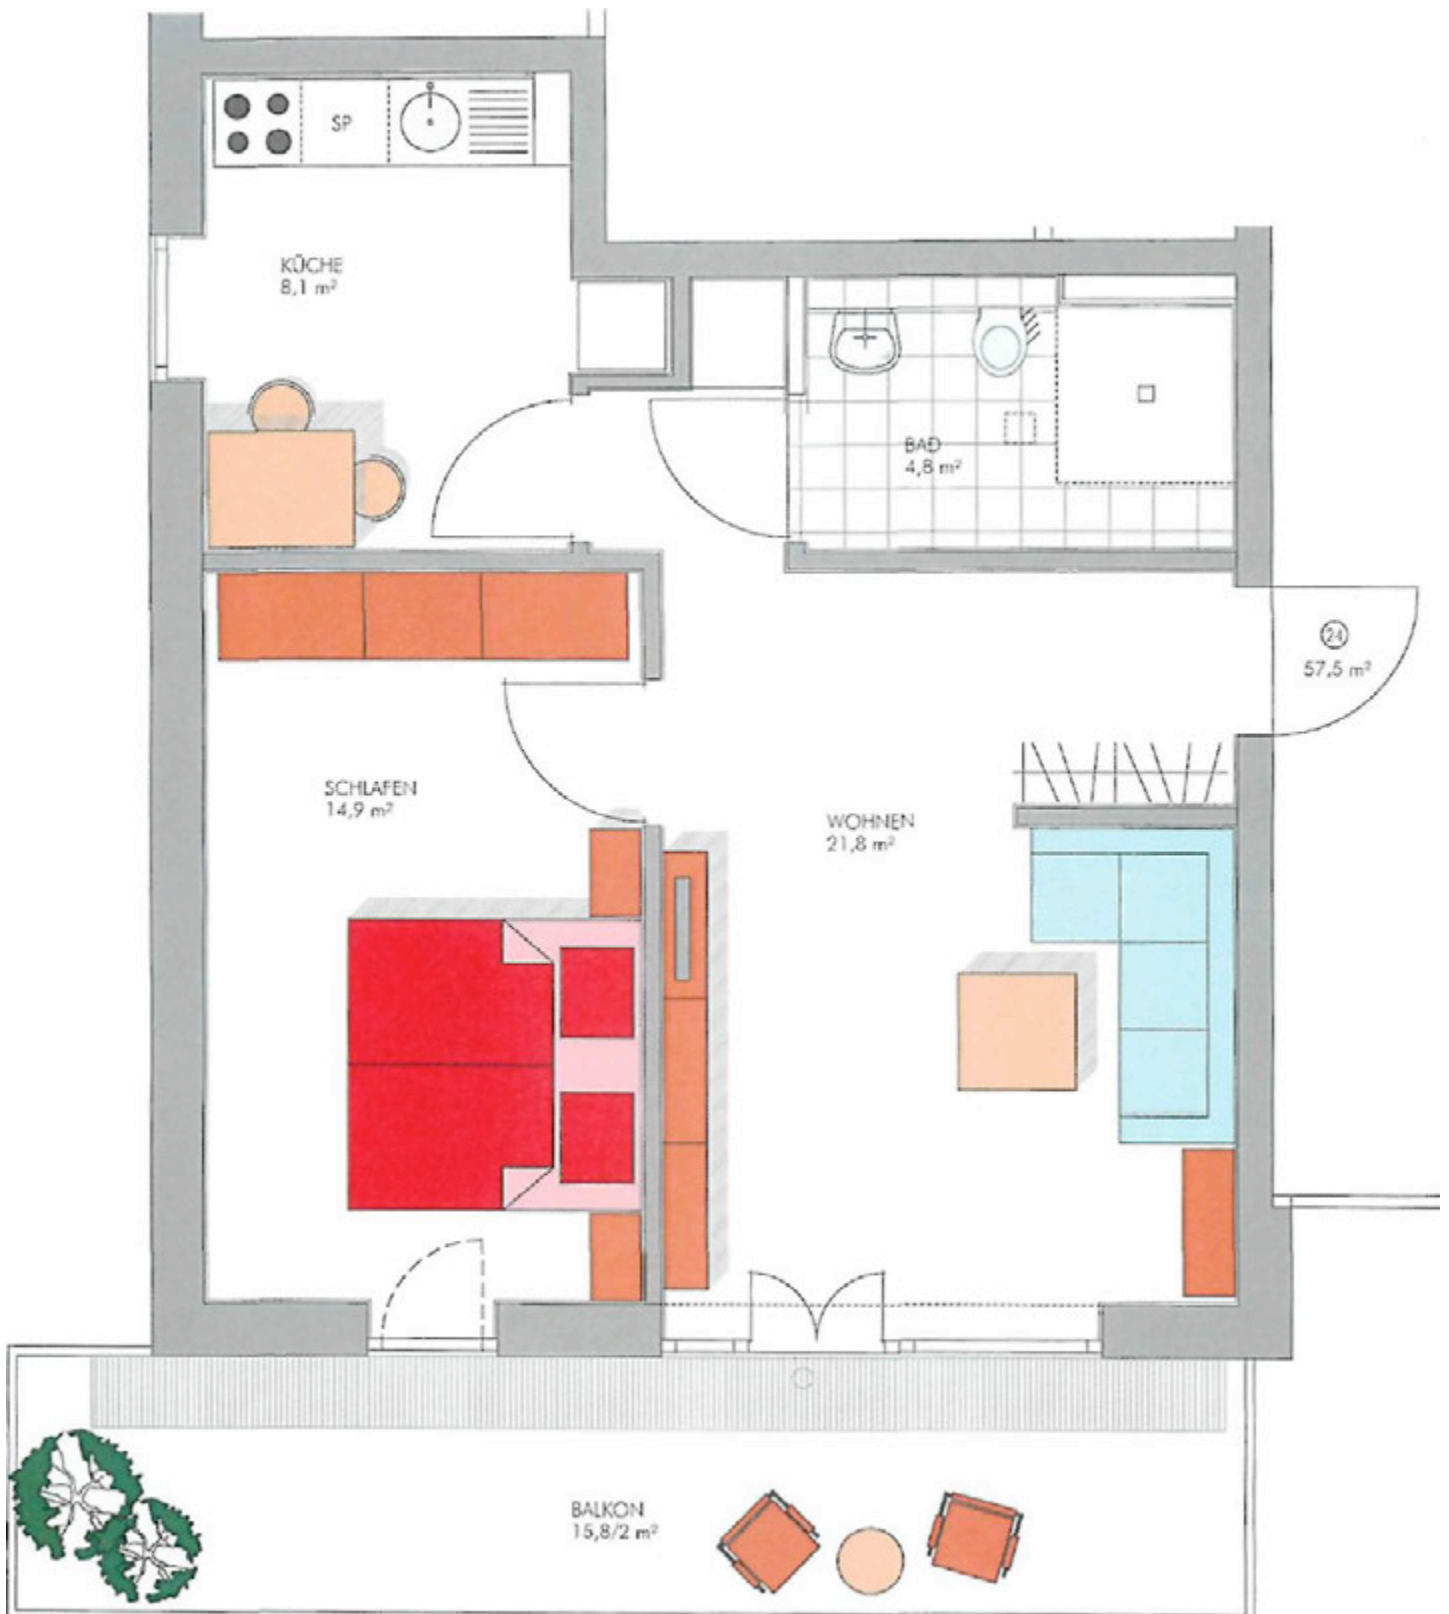 SP
KÜCHE
8,1 m²
BAD
4,8 m²
24
57,5 m²
SCHLAFEN
14,9 m²
WOHNEN
21,8 m²
BALKON
15,8/2 m²